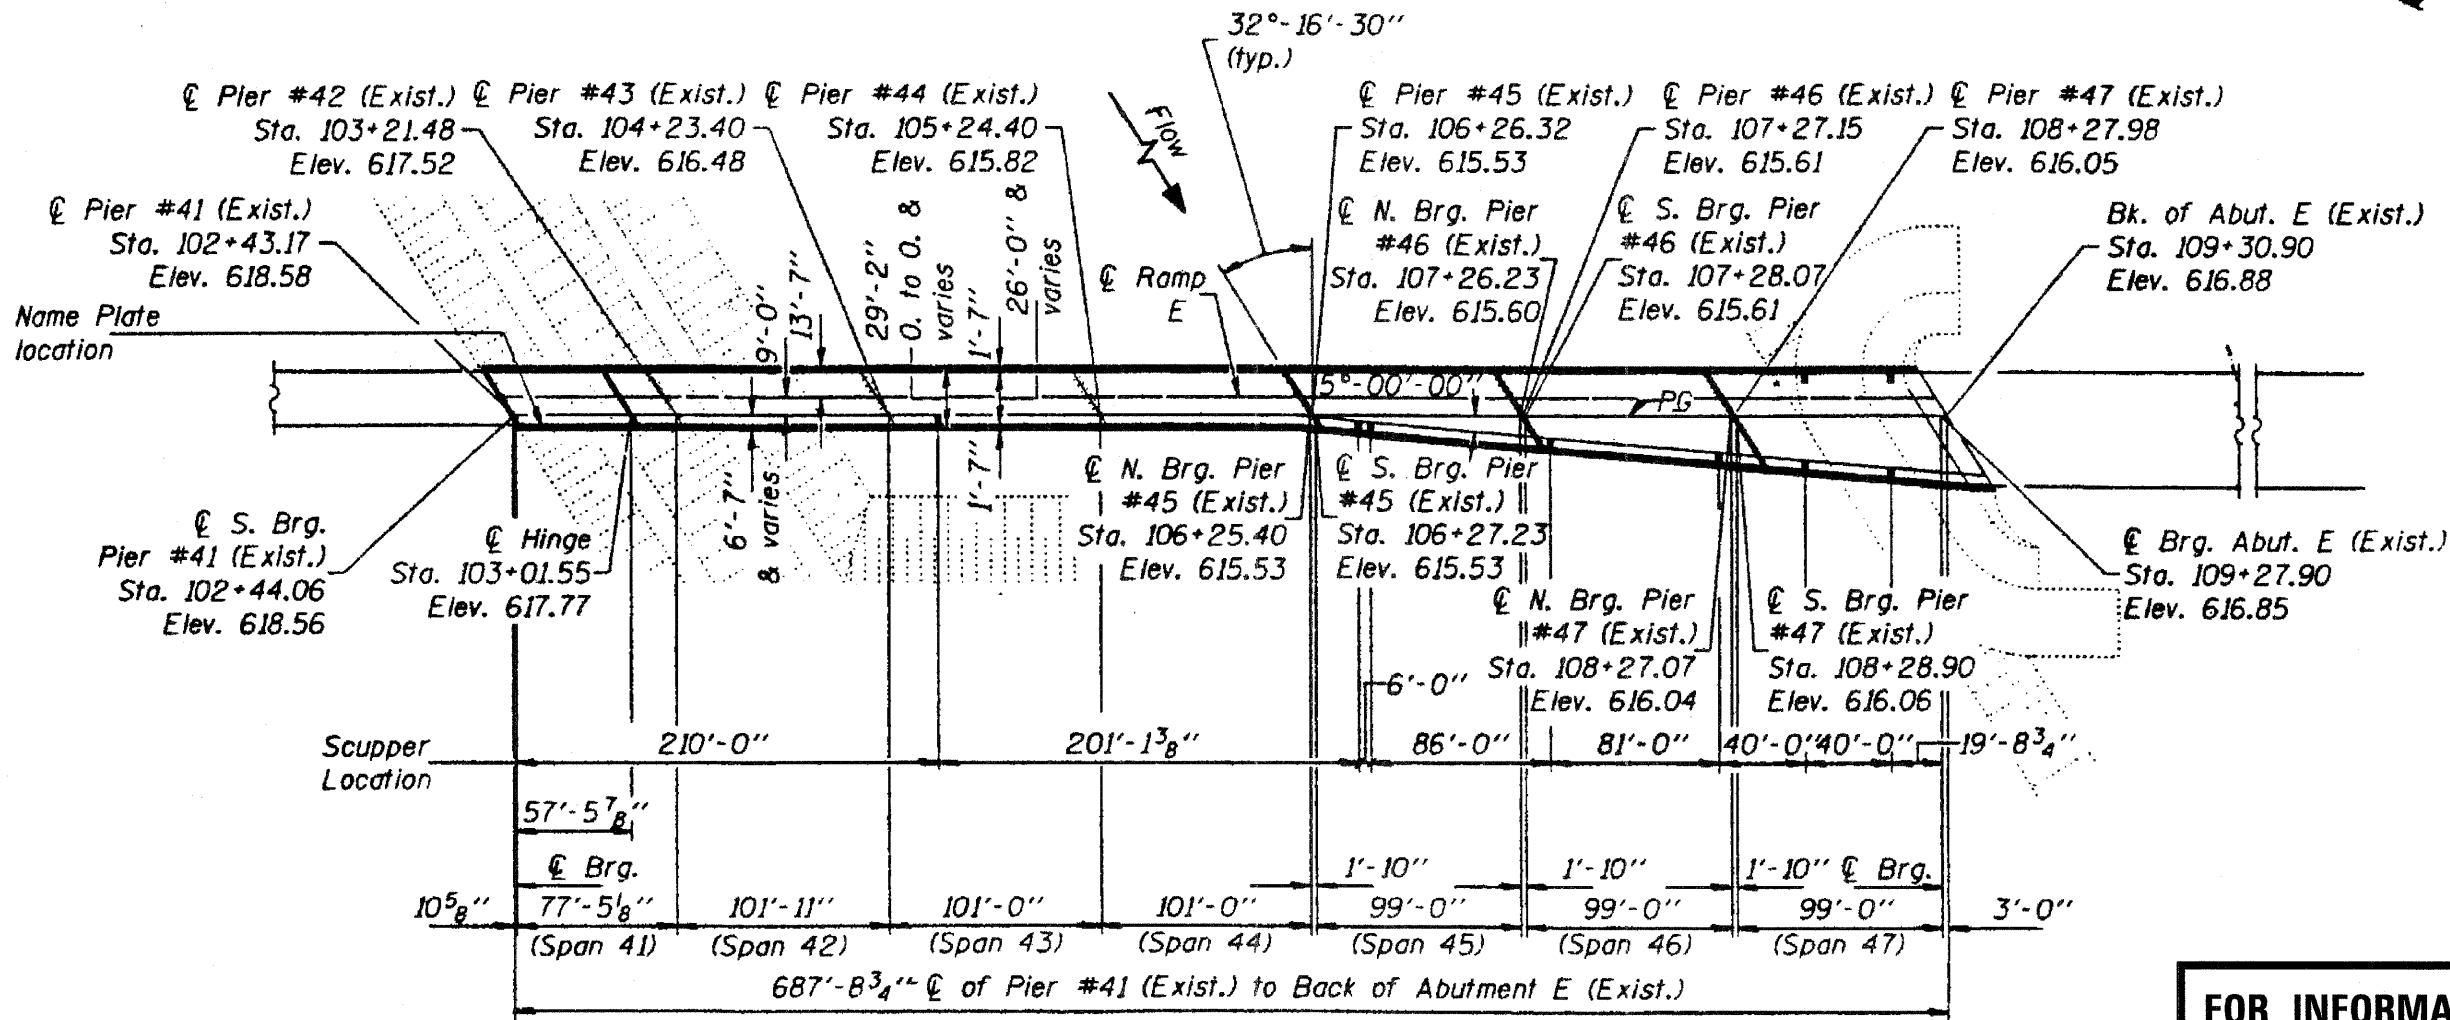 32°-16'-30"
(typ.)
℄ Pier #42 (Exist.)
Sta. 103+21.48
Elev. 617.52
℄ Pier #43 (Exist.)
Sta. 104+23.40
Elev. 616.48
℄ Pier #44 (Exist.)
Sta. 105+24.40
Elev. 615.82
Flow
℄ Pier #45 (Exist.)
Sta. 106+26.32
Elev. 615.53
℄ Pier #46 (Exist.)
Sta. 107+27.15
Elev. 615.61
℄ Pier #47 (Exist.)
Sta. 108+27.98
Elev. 616.05
℄ Pier #41 (Exist.)
Sta. 102+43.17
Elev. 618.58
Name Plate
location
9'-0"
13'-7"
29'-2"
O. to O. &
varies
1'-7"
26'-0" &
varies
℄ Ramp
E
℄ N. Brg. Pier
#46 (Exist.)
Sta. 107+26.23
Elev. 615.60
℄ S. Brg. Pier
#46 (Exist.)
Sta. 107+28.07
Elev. 615.61
Bk. of Abut. E (Exist.)
Sta. 109+30.90
Elev. 616.88
5°-00'-00"
PG
℄ S. Brg.
Pier #41 (Exist.)
Sta. 102+44.06
Elev. 618.56
℄ Hinge
Sta. 103+01.55
Elev. 617.77
6'-7"
& varies
1'-7"
℄ N. Brg. Pier
#45 (Exist.)
Sta. 106+25.40
Elev. 615.53
℄ S. Brg. Pier
#45 (Exist.)
Sta. 106+27.23
Elev. 615.53
℄ N. Brg. Pier
#47 (Exist.)
Sta. 108+27.07
Elev. 616.04
℄ S. Brg. Pier
#47 (Exist.)
Sta. 108+28.90
Elev. 616.06
℄ Brg. Abut. E (Exist.)
Sta. 109+27.90
Elev. 616.85
6'-0"
Scupper
Location
210'-0" 201'-1 3/8" 86'-0" 81'-0" 40'-0" 40'-0" 19'-8 3/4"
57'-5 7/8"
℄ Brg. 1'-10" 1'-10" 1'-10" ℄ Brg.
10 5/8" 77'-5 1/8" 101'-11" 101'-0" 101'-0" 99'-0" 99'-0" 99'-0" 3'-0"
(Span 41) (Span 42) (Span 43) (Span 44) (Span 45) (Span 46) (Span 47)
687'-8 3/4" ℄ of Pier #41 (Exist.) to Back of Abutment E (Exist.)
FOR INFORMA